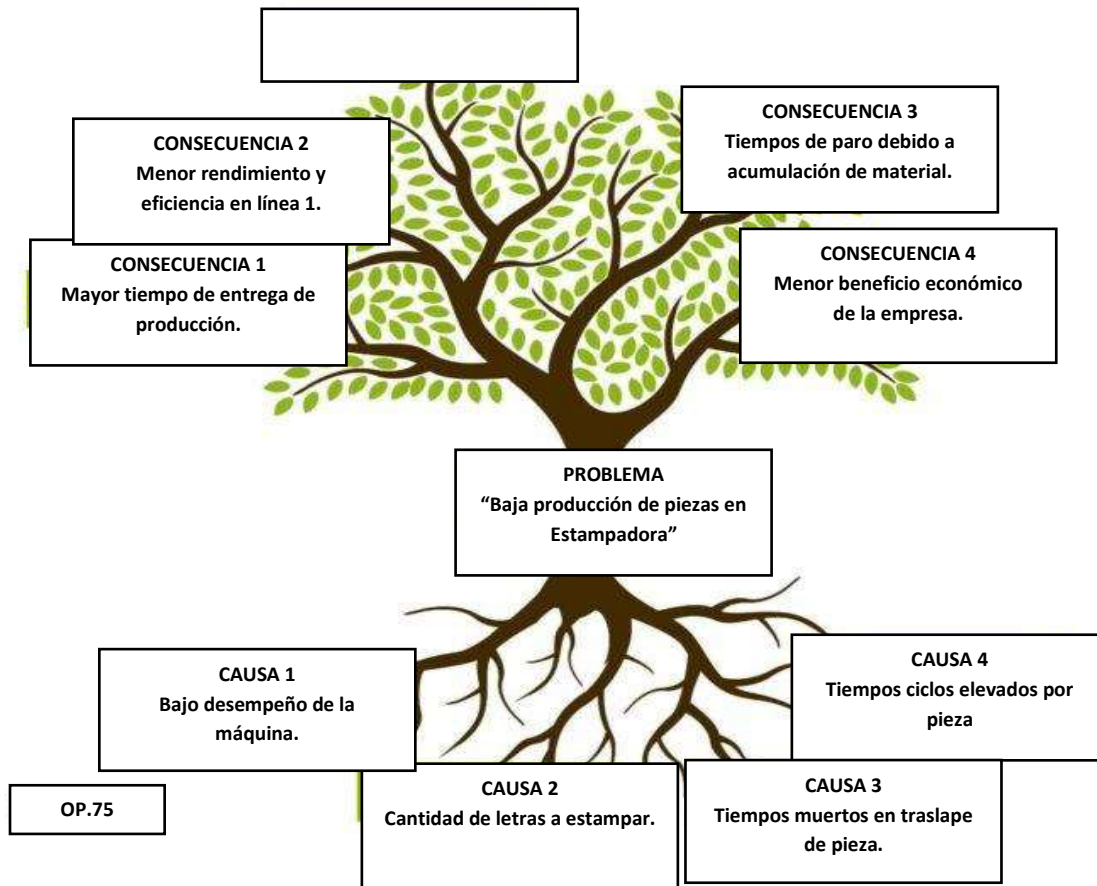 CONSECUENCIA 2
Menor rendimiento y
eficiencia en línea 1.
CONSECUENCIA 3
Tiempos de paro debido a
acumulación de material.
CONSECUENCIA 1
Mayor tiempo de entrega de
producción.
CONSECUENCIA 4
Menor beneficio económico
de la empresa.
PROBLEMA
“Baja producción de piezas en
Estampadora”
CAUSA 1
Bajo desempeño de la
máquina.
CAUSA 4
Tiempos ciclos elevados por
pieza
OP.75
CAUSA 2
Cantidad de letras a estampar.
CAUSA 3
Tiempos muertos en traslape
de pieza.